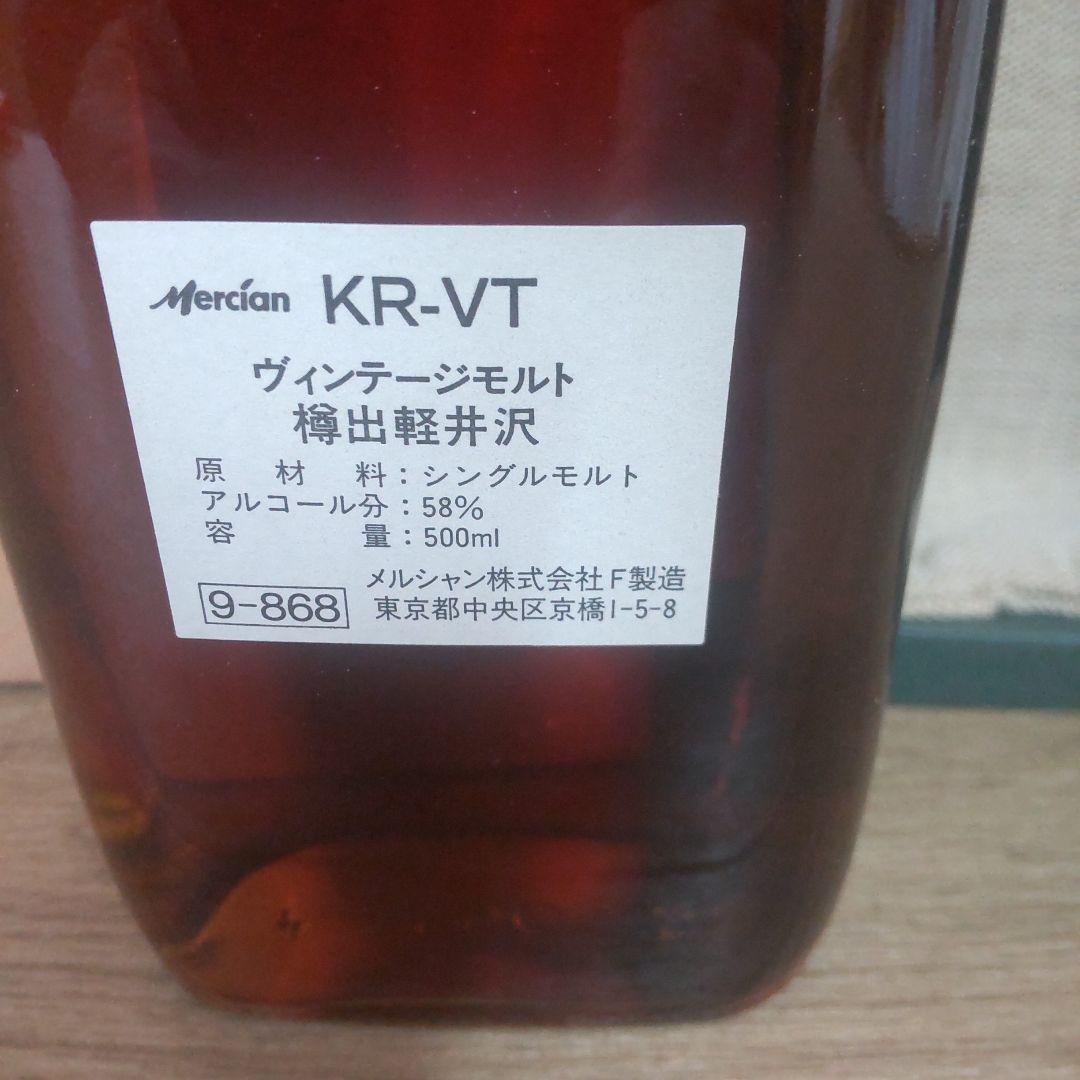 Mercian KR-VT
ヴィンテージモルト
樽出軽井沢
原材料：シングルモルト
アルコール分：58％
容量：500ml
メルシャン株式会社F製造
9-868 東京都中央区京橋1-5-8